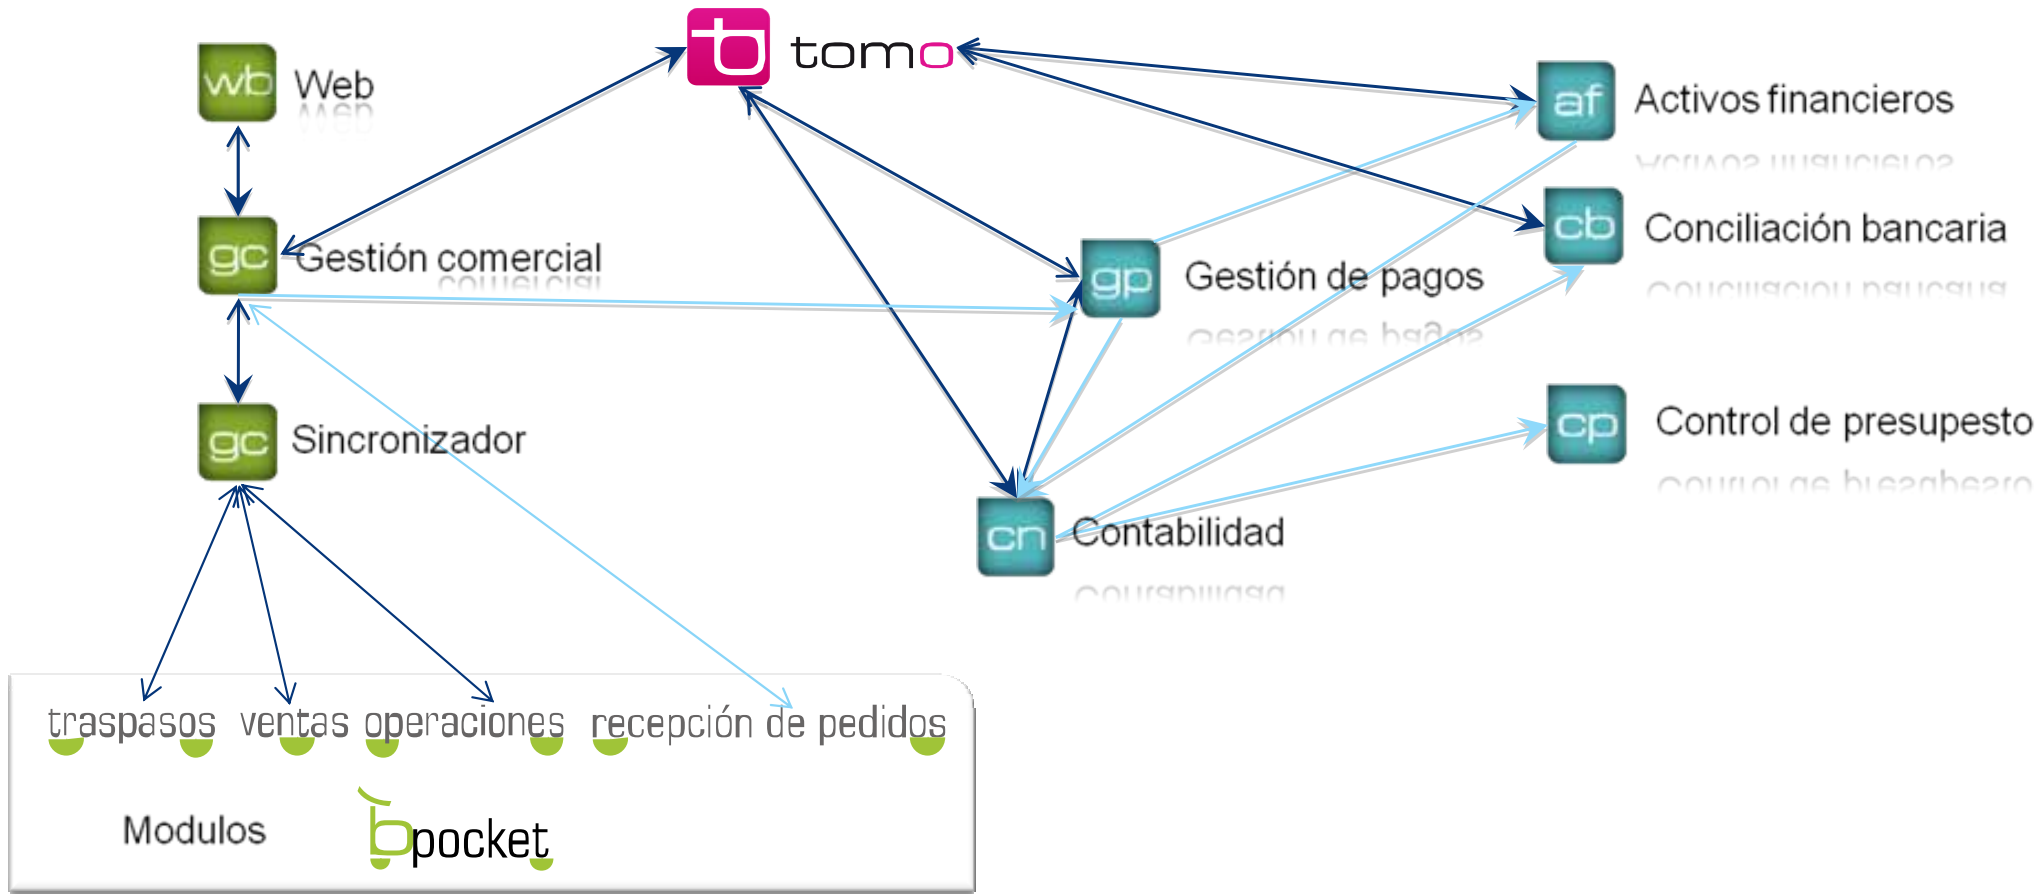 tomo
wb Web
af Activos financieros
cb Conciliación bancaria
gc Gestión comercial
gp Gestión de pagos
cp Control de presupesto
gc Sincronizador
cn Contabilidad
traspasos ventas operaciones recepción de pedidos
Modulos bpocket